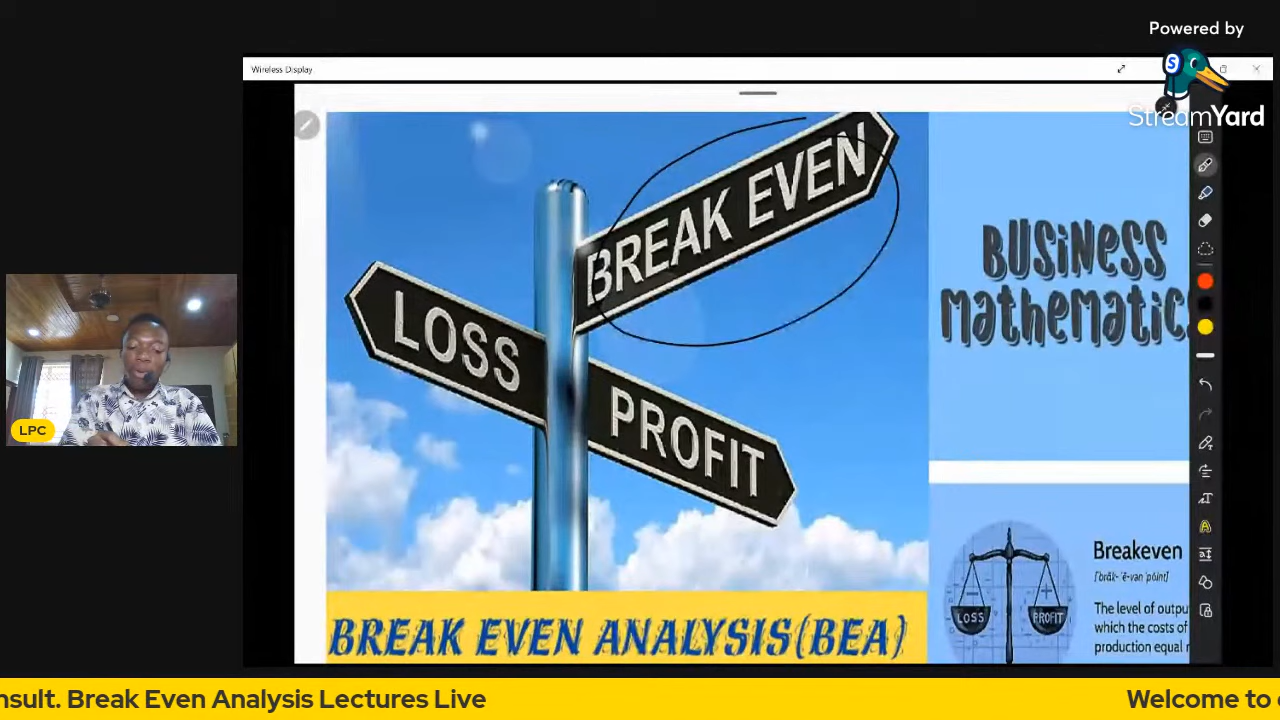 Powered by
StreamYard
Wireless Display
BREAK EVEN
LOSS
PROFIT
BUSINESS
MATHEMATIC
BREAK EVEN ANALYSIS(BEA)
LOSS
PROFIT
Breakeven
The level of outpu
which the costs of
production equal r
LPC
nsult. Break Even Analysis Lectures Live
Welcome to